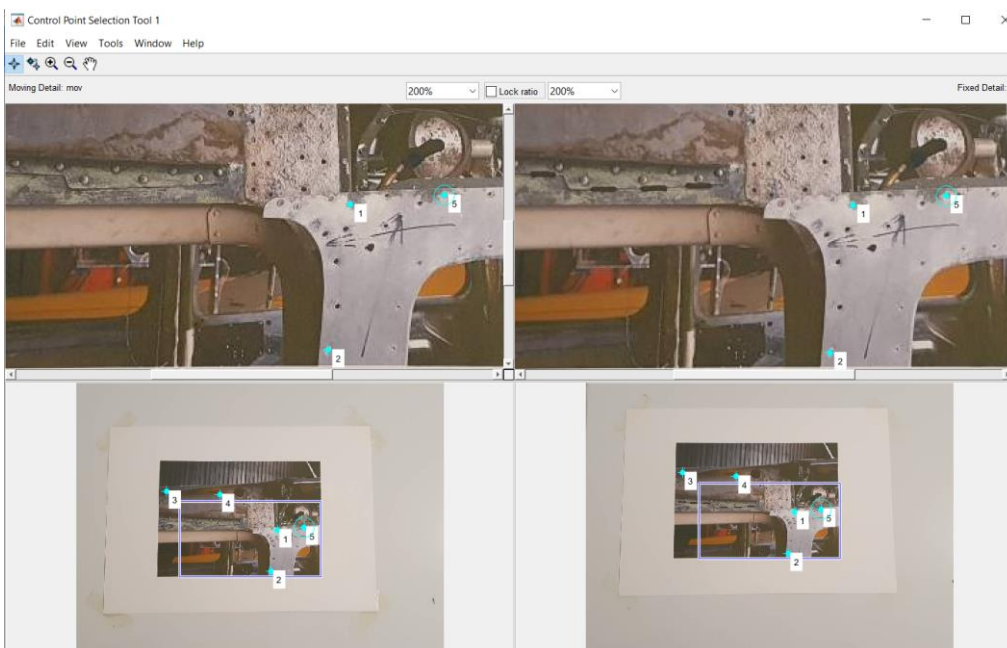 Control Point Selection Tool 1
File Edit View Tools Window Help
Moving Detail: mov 200% Lock ratio 200% Fixed Detail:
1 5 1 5
2 2
3 4 3 4
1 5 1 5
2 2